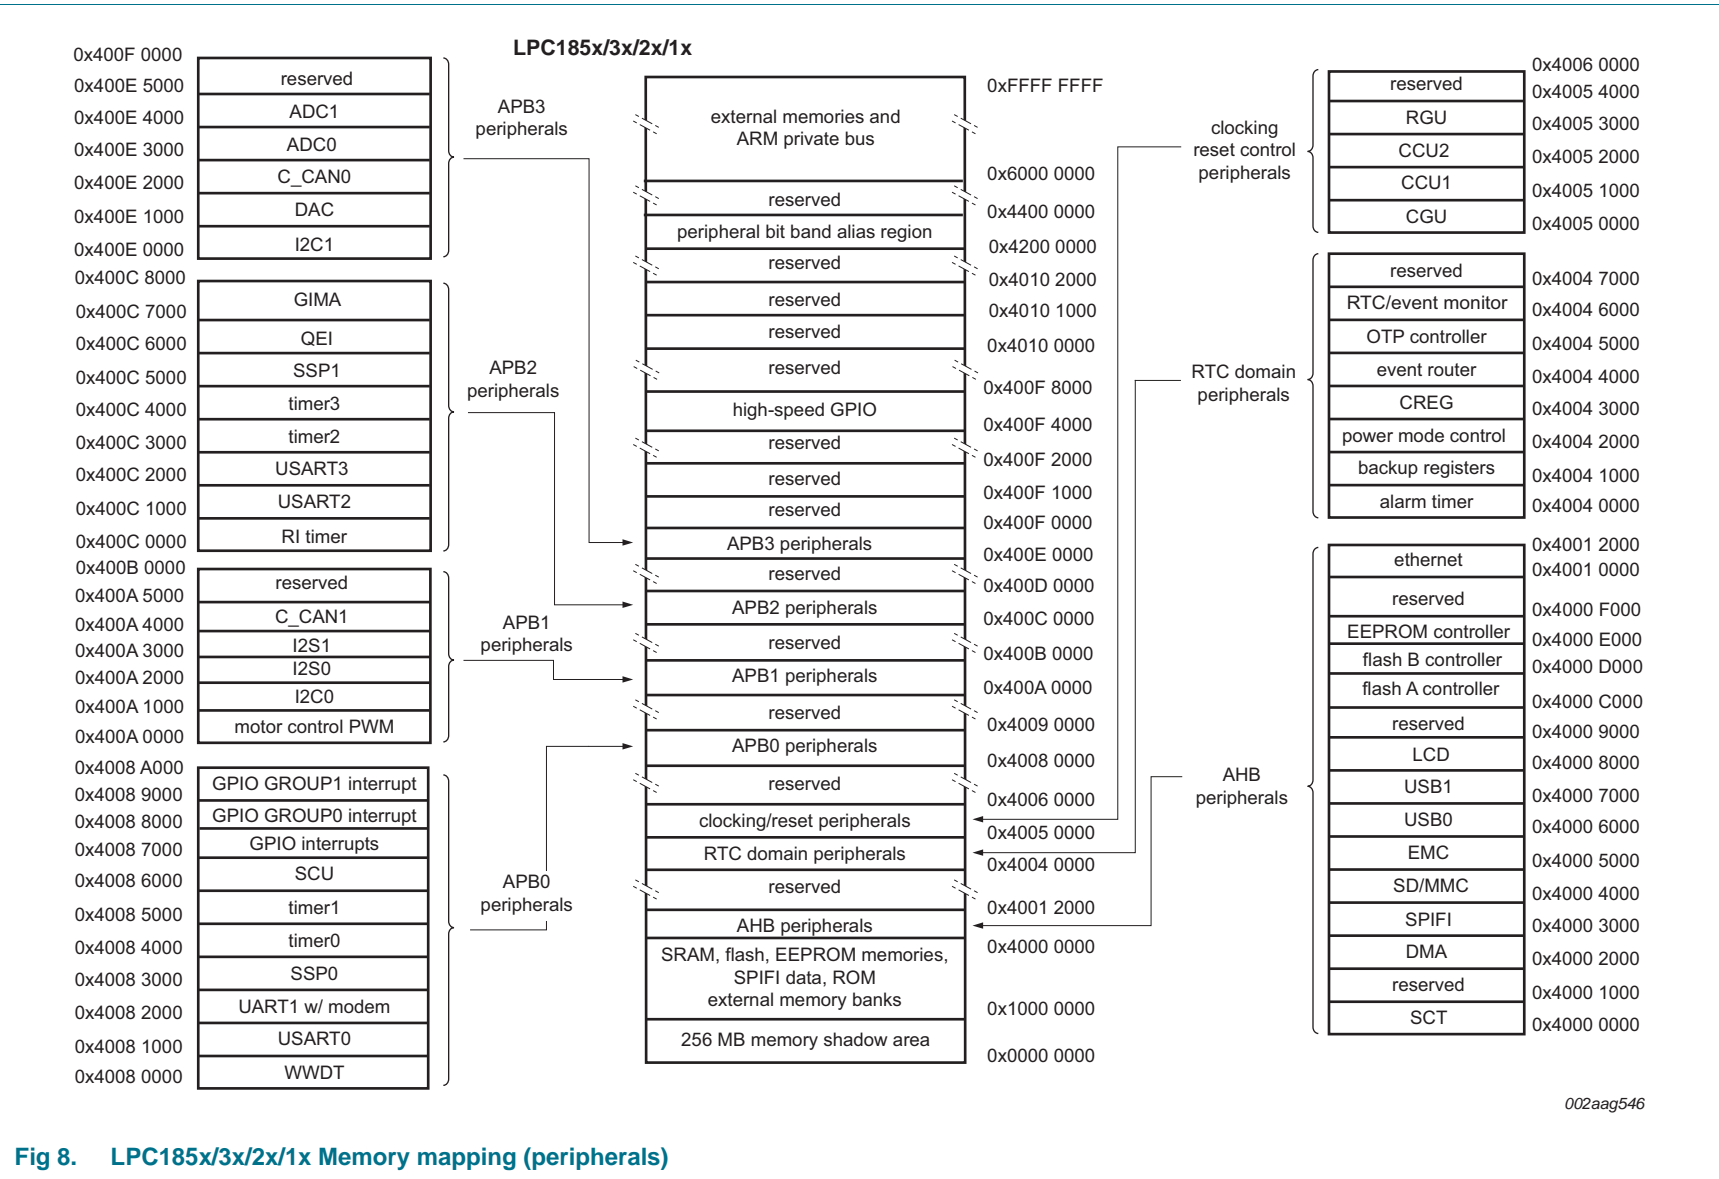 LPC185x/3x/2x/1x
0x400F 0000
reserved
0x400E 5000
ADC1
0x400E 4000
ADC0
0x400E 3000
C_CAN0
0x400E 2000
DAC
0x400E 1000
I2C1
0x400E 0000
APB3
peripherals
0x400C 8000
GIMA
0x400C 7000
QEI
0x400C 6000
SSP1
0x400C 5000
timer3
0x400C 4000
timer2
0x400C 3000
USART3
0x400C 2000
USART2
0x400C 1000
RI timer
0x400C 0000
APB2
peripherals
0x400B 0000
reserved
0x400A 5000
C_CAN1
0x400A 4000
I2S1
0x400A 3000
I2S0
0x400A 2000
I2C0
0x400A 1000
motor control PWM
0x400A 0000
APB1
peripherals
0x4008 A000
GPIO GROUP1 interrupt
0x4008 9000
GPIO GROUP0 interrupt
0x4008 8000
GPIO interrupts
0x4008 7000
SCU
0x4008 6000
timer1
0x4008 5000
timer0
0x4008 4000
SSP0
0x4008 3000
UART1 w/ modem
0x4008 2000
USART0
0x4008 1000
WWDT
0x4008 0000
APB0
peripherals
0xFFFF FFFF
external memories and
ARM private bus
0x6000 0000
reserved
0x4400 0000
peripheral bit band alias region
0x4200 0000
reserved
0x4010 2000
reserved
0x4010 1000
reserved
0x4010 0000
reserved
0x400F 8000
high-speed GPIO
0x400F 4000
reserved
0x400F 2000
reserved
0x400F 1000
reserved
0x400F 0000
APB3 peripherals
0x400E 0000
reserved
0x400D 0000
APB2 peripherals
0x400C 0000
reserved
0x400B 0000
APB1 peripherals
0x400A 0000
reserved
0x4009 0000
APB0 peripherals
0x4008 0000
reserved
0x4006 0000
clocking/reset peripherals
0x4005 0000
RTC domain peripherals
0x4004 0000
reserved
0x4001 2000
AHB peripherals
0x4000 0000
SRAM, flash, EEPROM memories,
SPIFI data, ROM
external memory banks
0x1000 0000
256 MB memory shadow area
0x0000 0000
clocking
reset control
peripherals
0x4006 0000
reserved
0x4005 4000
RGU
0x4005 3000
CCU2
0x4005 2000
CCU1
0x4005 1000
CGU
0x4005 0000
RTC domain
peripherals
reserved
0x4004 7000
RTC/event monitor
0x4004 6000
OTP controller
0x4004 5000
event router
0x4004 4000
CREG
0x4004 3000
power mode control
0x4004 2000
backup registers
0x4004 1000
alarm timer
0x4004 0000
AHB
peripherals
0x4001 2000
ethernet
0x4001 0000
reserved
0x4000 F000
EEPROM controller
0x4000 E000
flash B controller
0x4000 D000
flash A controller
0x4000 C000
reserved
0x4000 9000
LCD
0x4000 8000
USB1
0x4000 7000
USB0
0x4000 6000
EMC
0x4000 5000
SD/MMC
0x4000 4000
SPIFI
0x4000 3000
DMA
0x4000 2000
reserved
0x4000 1000
SCT
0x4000 0000
002aag546
Fig 8. LPC185x/3x/2x/1x Memory mapping (peripherals)